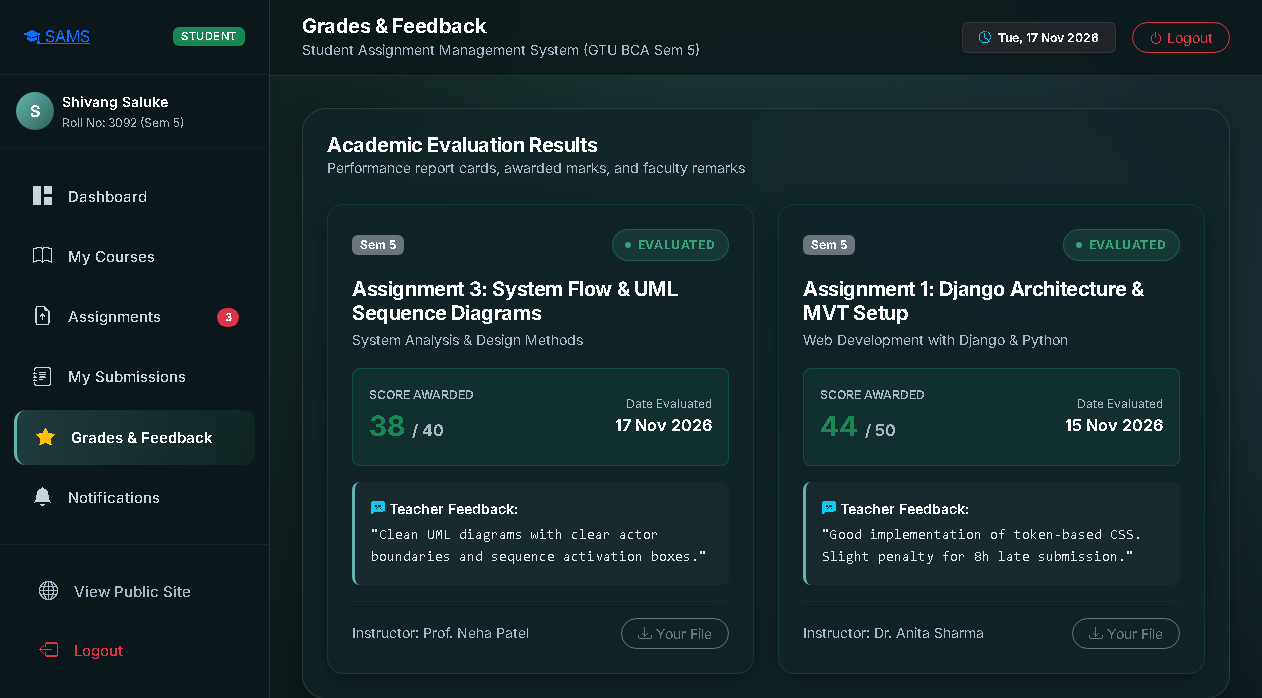 SAMS
STUDENT
S
Shivang Saluke
Roll No: 3092 (Sem 5)
Dashboard
My Courses
Assignments
3
My Submissions
Grades & Feedback
Notifications
View Public Site
Logout
Grades & Feedback
Student Assignment Management System (GTU BCA Sem 5)
Tue, 17 Nov 2026
Logout
Academic Evaluation Results
Performance report cards, awarded marks, and faculty remarks
Sem 5
EVALUATED
Assignment 3: System Flow & UML
Sequence Diagrams
System Analysis & Design Methods
SCORE AWARDED
38 / 40
Date Evaluated
17 Nov 2026
Teacher Feedback:
"Clean UML diagrams with clear actor
boundaries and sequence activation boxes."
Instructor: Prof. Neha Patel
Your File
Sem 5
EVALUATED
Assignment 1: Django Architecture &
MVT Setup
Web Development with Django & Python
SCORE AWARDED
44 / 50
Date Evaluated
15 Nov 2026
Teacher Feedback:
"Good implementation of token-based CSS.
Slight penalty for 8h late submission."
Instructor: Dr. Anita Sharma
Your File